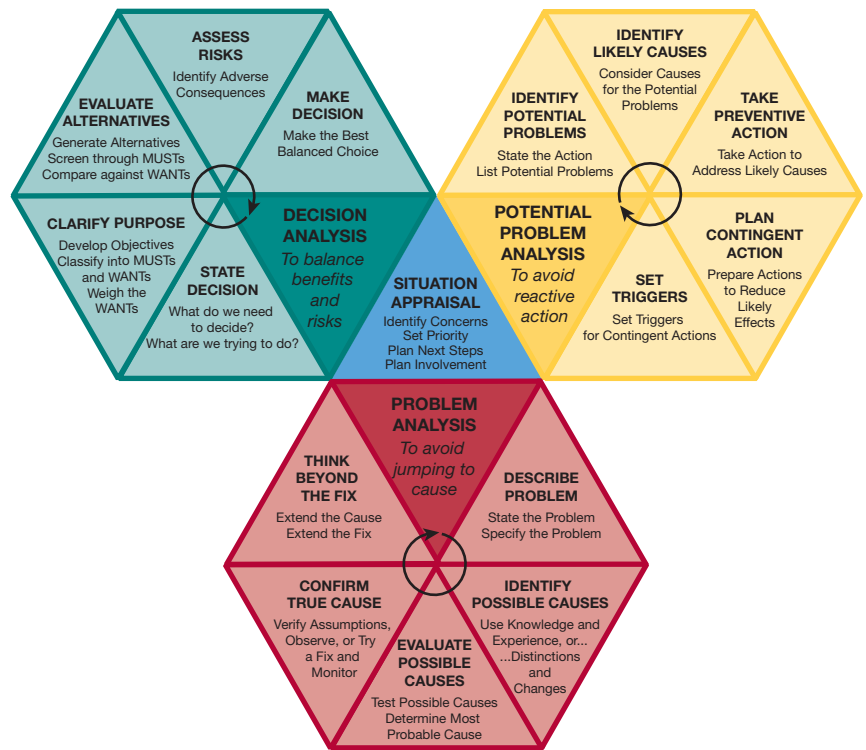 ASSESS
RISKS
Identify Adverse
Consequences
EVALUATE
ALTERNATIVES
Generate Alternatives
Screen through MUSTs
Compare against WANTs
MAKE
DECISION
Make the Best
Balanced Choice
CLARIFY PURPOSE
Develop Objectives
Classify into MUSTs
and WANTs
Weigh the
WANTs
STATE
DECISION
What do we need
to decide?
What are we trying to do?
DECISION
ANALYSIS
To balance
benefits
and
risks
SITUATION
APPRAISAL
Identify Concerns
Set Priority
Plan Next Steps
Plan Involvement
IDENTIFY
LIKELY CAUSES
Consider Causes
for the Potential
Problems
IDENTIFY
POTENTIAL
PROBLEMS
State the Action
List Potential Problems
TAKE
PREVENTIVE
ACTION
Take Action to
Address Likely Causes
POTENTIAL
PROBLEM
ANALYSIS
To avoid
reactive
action
PLAN
CONTINGENT
ACTION
Prepare Actions
to Reduce
Likely
Effects
SET
TRIGGERS
Set Triggers
for Contingent Actions
PROBLEM
ANALYSIS
To avoid
jumping to
cause
THINK
BEYOND
THE FIX
Extend the Cause
Extend the Fix
DESCRIBE
PROBLEM
State the Problem
Specify the Problem
CONFIRM
TRUE CAUSE
Verify Assumptions,
Observe, or Try
a Fix and
Monitor
EVALUATE
POSSIBLE
CAUSES
Test Possible Causes
Determine Most
Probable Cause
IDENTIFY
POSSIBLE CAUSES
Use Knowledge and
Experience, or...
...Distinctions
and
Changes